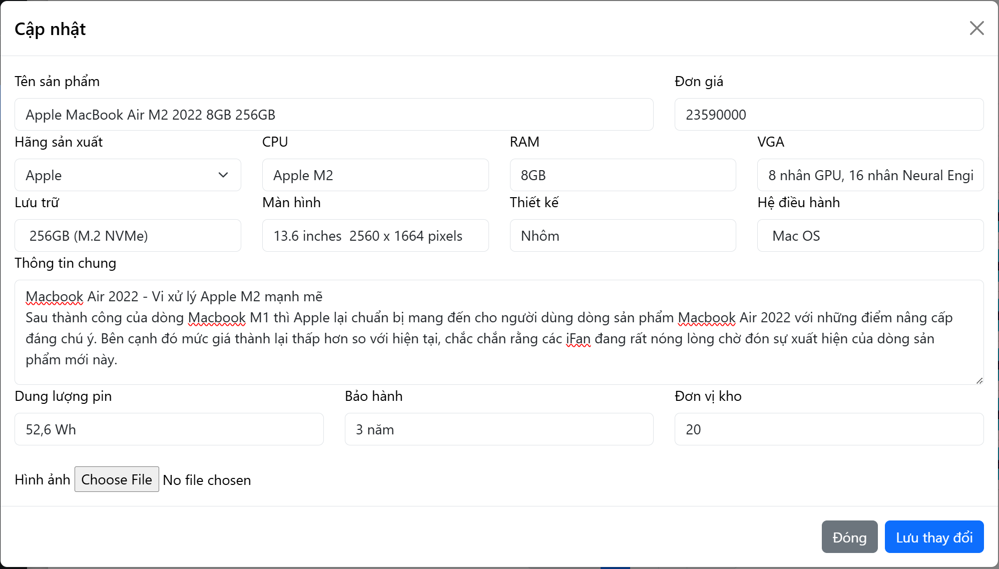 Cập nhật
Tên sản phẩm
Đơn giá
Apple MacBook Air M2 2022 8GB 256GB
23590000
Hãng sản xuất
CPU
RAM
VGA
Apple
Apple M2
8GB
8 nhân GPU, 16 nhân Neural Engi
Lưu trữ
Màn hình
Thiết kế
Hệ điều hành
256GB (M.2 NVMe)
13.6 inches  2560 x 1664 pixels
Nhôm
Mac OS
Thông tin chung
Macbook Air 2022 - Vi xử lý Apple M2 mạnh mẽ
Sau thành công của dòng Macbook M1 thì Apple lại chuẩn bị mang đến cho người dùng dòng sản phẩm Macbook Air 2022 với những điểm nâng cấp
đáng chú ý. Bên cạnh đó mức giá thành lại thấp hơn so với hiện tại, chắc chắn rằng các iFan đang rất nóng lòng chờ đón sự xuất hiện của dòng sản
phẩm mới này.
Dung lượng pin
Bảo hành
Đơn vị kho
52,6 Wh
3 năm
20
Hình ảnh Choose File No file chosen
Đóng
Lưu thay đổi